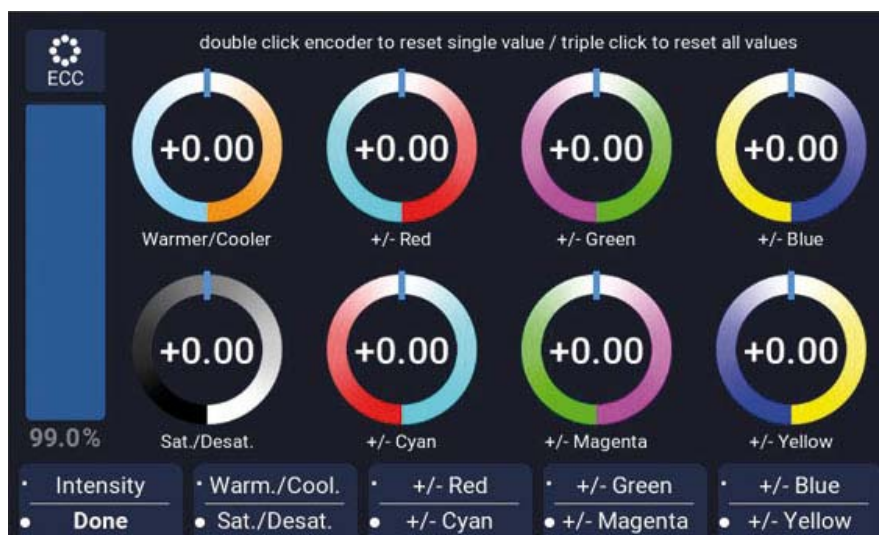 double click encoder to reset single value / triple click to reset all values
ECC
+0.00 +0.00 +0.00 +0.00
Warmer/Cooler +/- Red +/- Green +/- Blue
+0.00 +0.00 +0.00 +0.00
99.0% Sat./Desat. +/- Cyan +/- Magenta +/- Yellow
Intensity Warm./Cool. +/- Red +/- Green +/- Blue
Done Sat./Desat. +/- Cyan +/- Magenta +/- Yellow